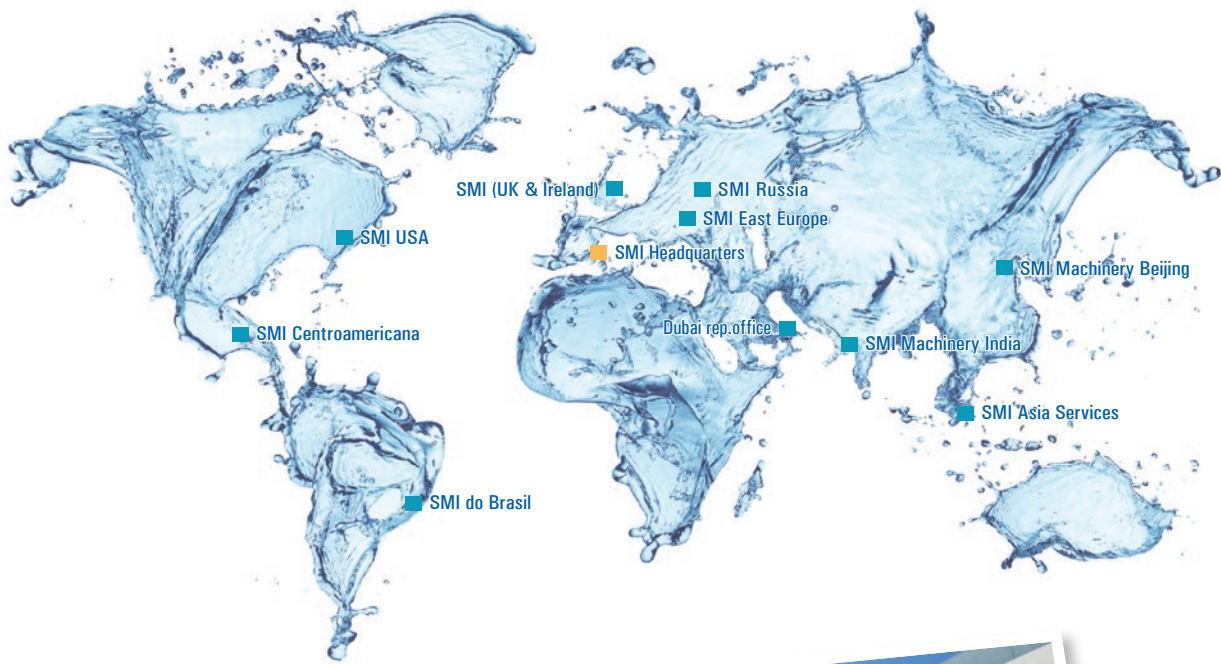 SMI (UK & Ireland)
SMI Russia
SMI East Europe
SMI USA
SMI Headquarters
SMI Machinery Beijing
SMI Centroamericana
Dubai rep.office
SMI Machinery India
SMI Asia Services
SMI do Brasil